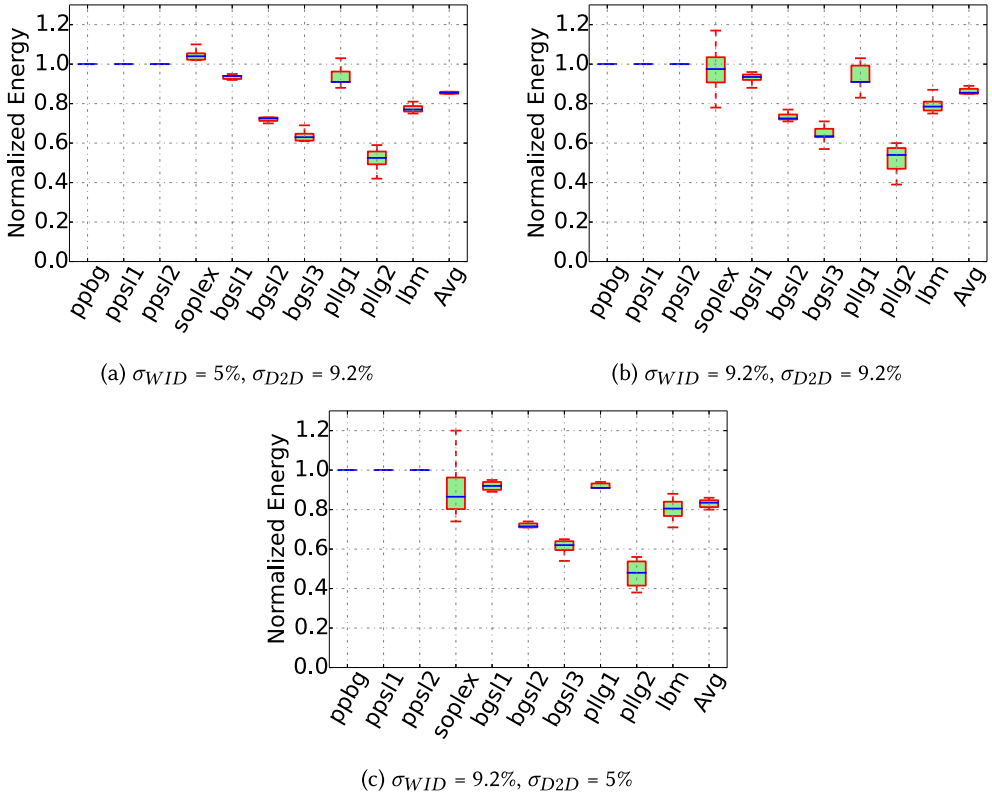 Normalized Energy
1.2
1.0
0.8
0.6
0.4
0.2
0.0
ppbg
ppsl1
ppsl2
soplex
bgsl1
bgsl2
bgsl3
pllg1
pllg2
lbm
Avg
(a) σWID = 5%, σD2D = 9.2%
Normalized Energy
1.2
1.0
0.8
0.6
0.4
0.2
0.0
ppbg
ppsl1
ppsl2
soplex
bgsl1
bgsl2
bgsl3
pllg1
pllg2
lbm
Avg
(b) σWID = 9.2%, σD2D = 9.2%
Normalized Energy
1.2
1.0
0.8
0.6
0.4
0.2
0.0
ppbg
ppsl1
ppsl2
soplex
bgsl1
bgsl2
bgsl3
pllg1
pllg2
lbm
Avg
(c) σWID = 9.2%, σD2D = 5%